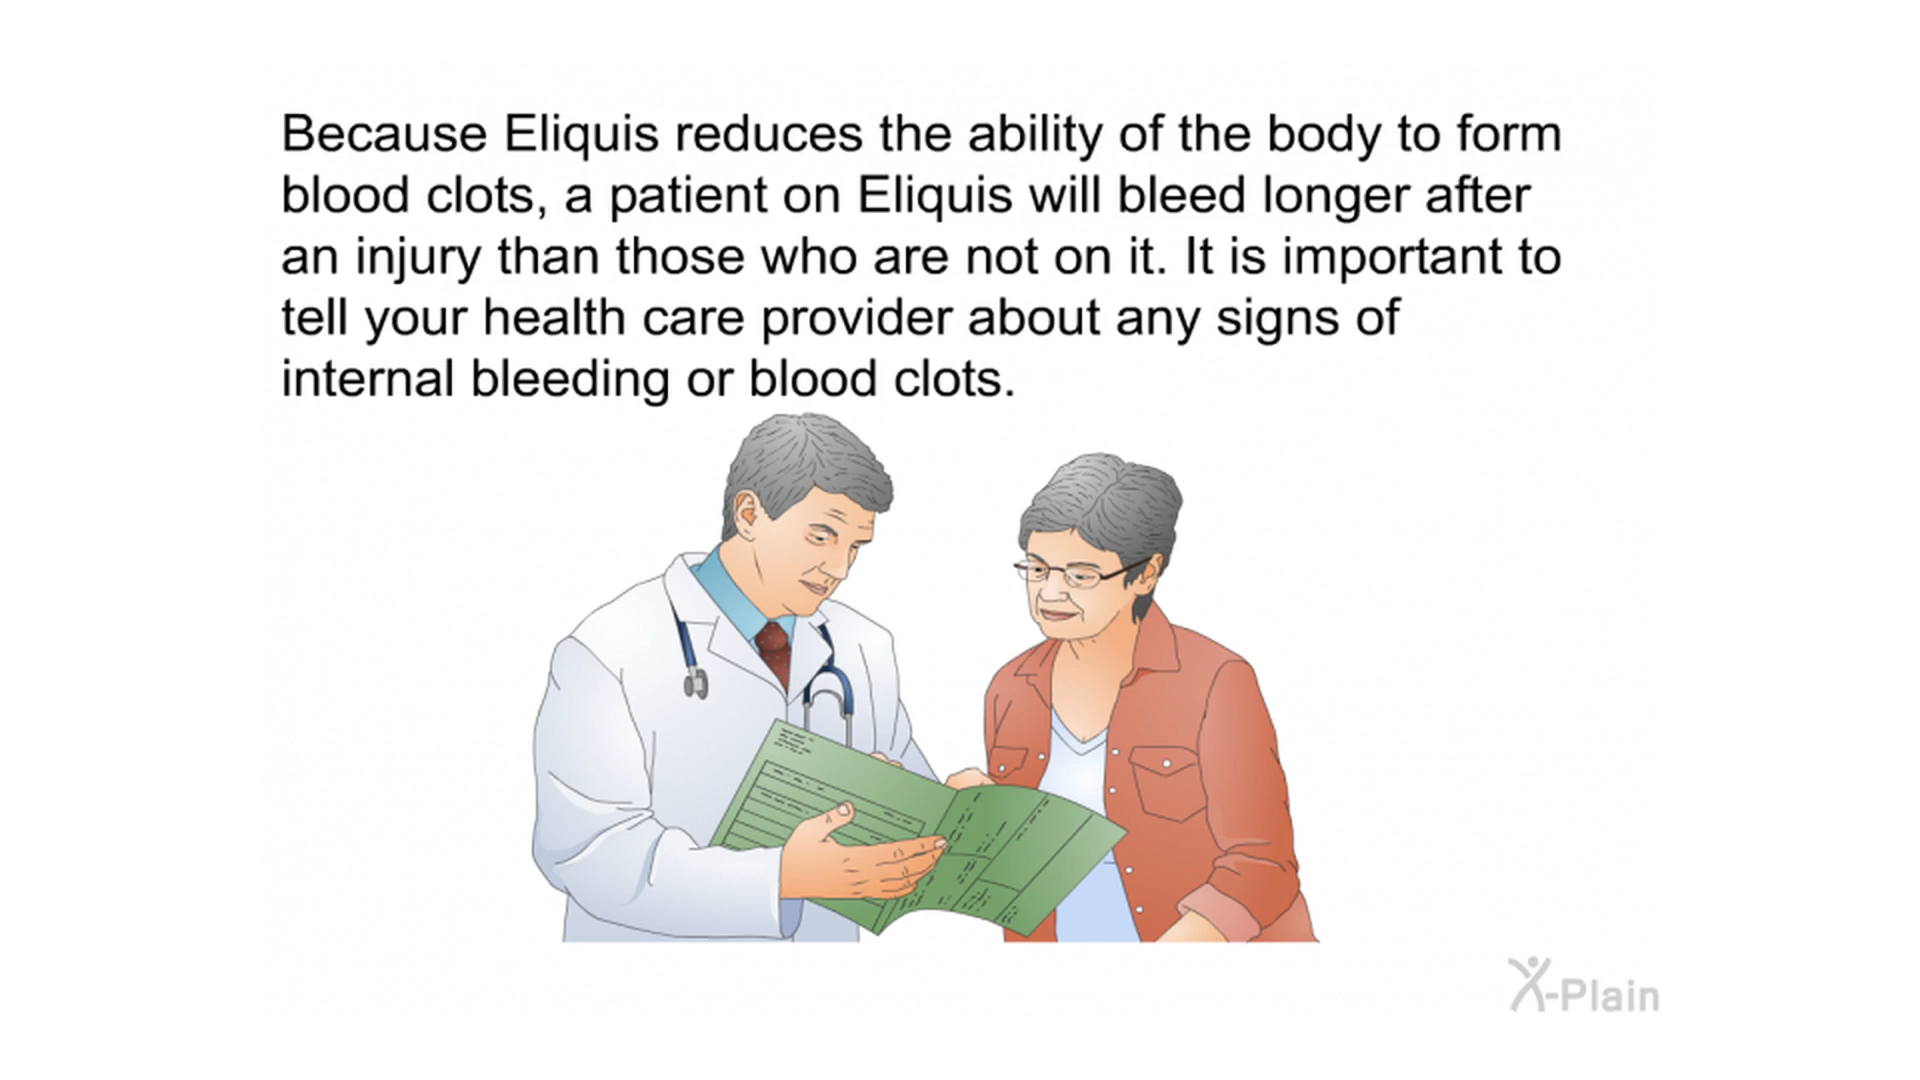 Because Eliquis reduces the ability of the body to form
blood clots, a patient on Eliquis will bleed longer after
an injury than those who are not on it. It is important to
tell your health care provider about any signs of
internal bleeding or blood clots.
X-Plain